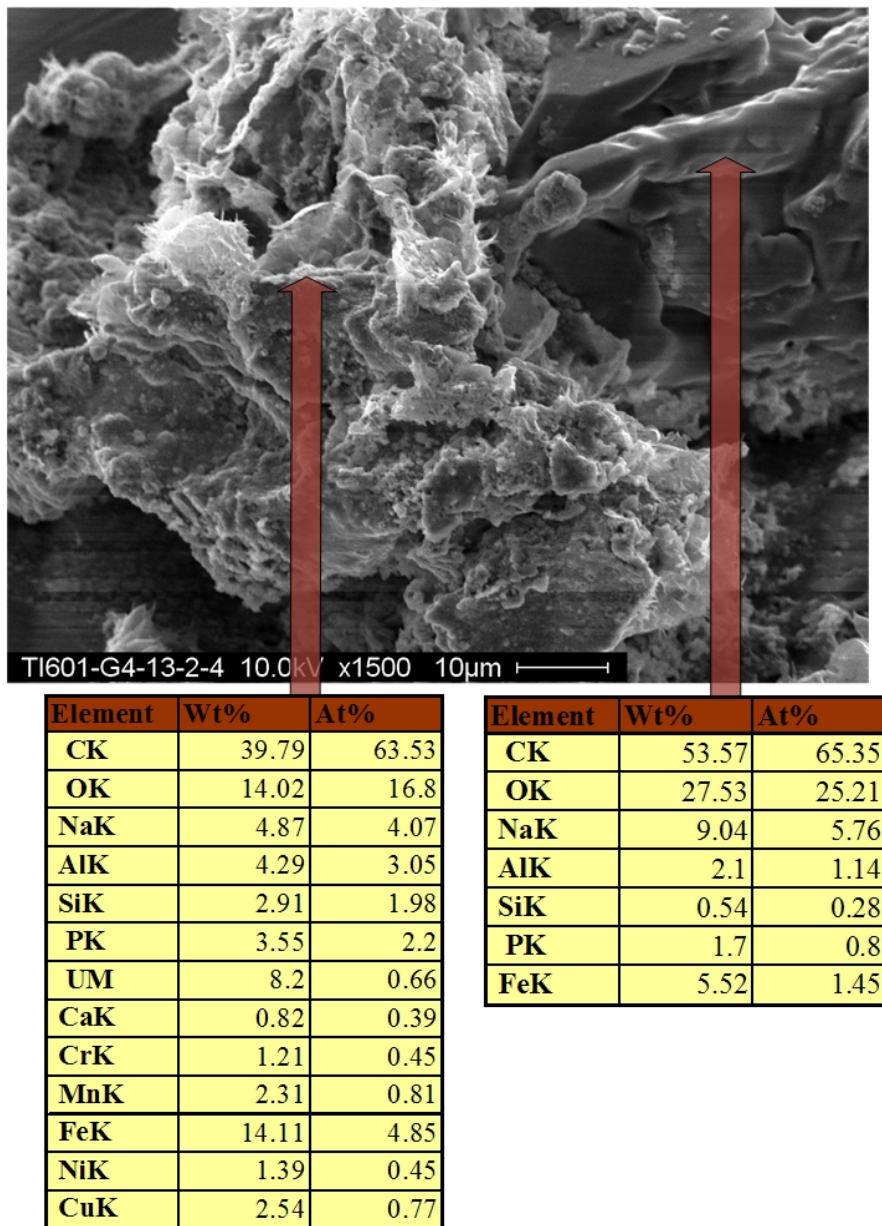 TI601-G4-13-2-4 10.0kV x1500 10µm
Element Wt% At%
CK 39.79 63.53
OK 14.02 16.8
NaK 4.87 4.07
AlK 4.29 3.05
SiK 2.91 1.98
PK 3.55 2.2
UM 8.2 0.66
CaK 0.82 0.39
CrK 1.21 0.45
MnK 2.31 0.81
FeK 14.11 4.85
NiK 1.39 0.45
CuK 2.54 0.77
Element Wt% At%
CK 53.57 65.35
OK 27.53 25.21
NaK 9.04 5.76
AlK 2.1 1.14
SiK 0.54 0.28
PK 1.7 0.8
FeK 5.52 1.45